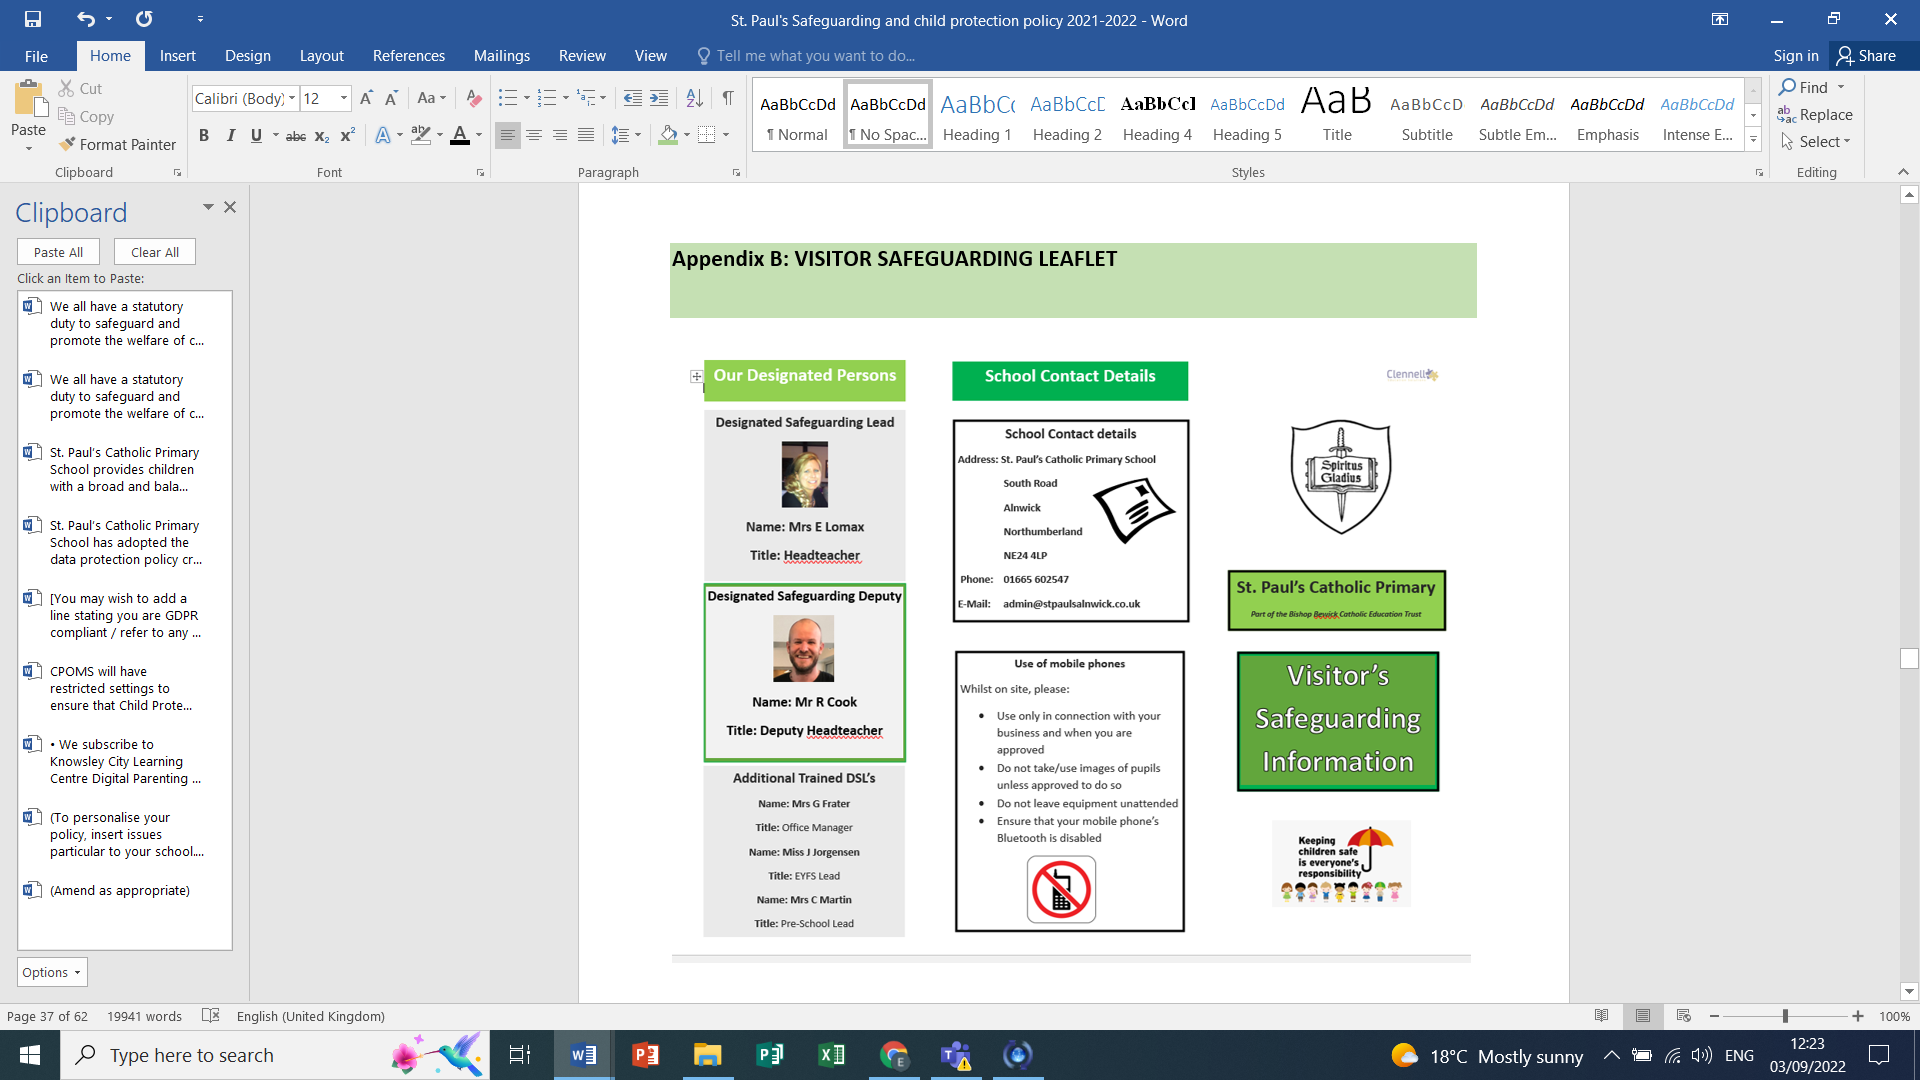 St. Paul's Safeguarding and child protection policy 2021-2022 - Word
File Home Insert Design Layout References Mailings Review View Tell me what you want to do... Sign in Share
Paste
Cut
Copy
Format Painter
Calibri (Body) 12
AaBbCcDd AaBbCcDd AaBbCc AaBbCcD AaBbCcI AaBbCcDd AaB AaBbCcD AaBbCcDd AaBbCcDd AaBbCcDd
¶ Normal ¶ No Spac... Heading 1 Heading 2 Heading 4 Heading 5 Title Subtitle Subtle Em... Emphasis Intense E...
Find
Replace
Select
Clipboard Font Paragraph Styles Editing
Clipboard
Paste All Clear All
Click an Item to Paste:
We all have a statutory
duty to safeguard and
promote the welfare of c...
We all have a statutory
duty to safeguard and
promote the welfare of c...
St. Paul's Catholic Primary
School provides children
with a broad and bala...
St. Paul's Catholic Primary
School has adopted the
data protection policy cr...
[You may wish to add a
line stating you are GDPR
compliant / refer to any ...
CPOMS will have
restricted settings to
ensure that Child Prote...
• We subscribe to
Knowsley City Learning
Centre Digital Parenting ...
(To personalise your
policy, insert issues
particular to your school....
(Amend as appropriate)
Options
Appendix B: VISITOR SAFEGUARDING LEAFLET
Our Designated Persons
Designated Safeguarding Lead
Name: Mrs E Lomax
Title: Headteacher
Designated Safeguarding Deputy
Name: Mr R Cook
Title: Deputy Headteacher
Additional Trained DSL's
Name: Mrs G Frater
Title: Office Manager
Name: Miss J Jorgensen
Title: EYFS Lead
Name: Mrs C Martin
Title: Pre-School Lead
School Contact Details
School Contact details
Address: St. Paul's Catholic Primary School
South Road
Alnwick
Northumberland
NE24 4LP
Phone: 01665 602547
E-Mail: admin@stpaulsalnwick.co.uk
Use of mobile phones
Whilst on site, please:
• Use only in connection with your
business and when you are
approved
• Do not take/use images of pupils
unless approved to do so
• Do not leave equipment unattended
• Ensure that your mobile phone's
Bluetooth is disabled
Clennell
Spiritus
Gladius
St. Paul's Catholic Primary
Part of the Bishop Bewick Catholic Education Trust
Visitor's
Safeguarding
Information
Keeping
children safe
is everyone's
responsibility
Page 37 of 62 19941 words English (United Kingdom) 100%
Type here to search
18°C Mostly sunny ENG
12:23
03/09/2022